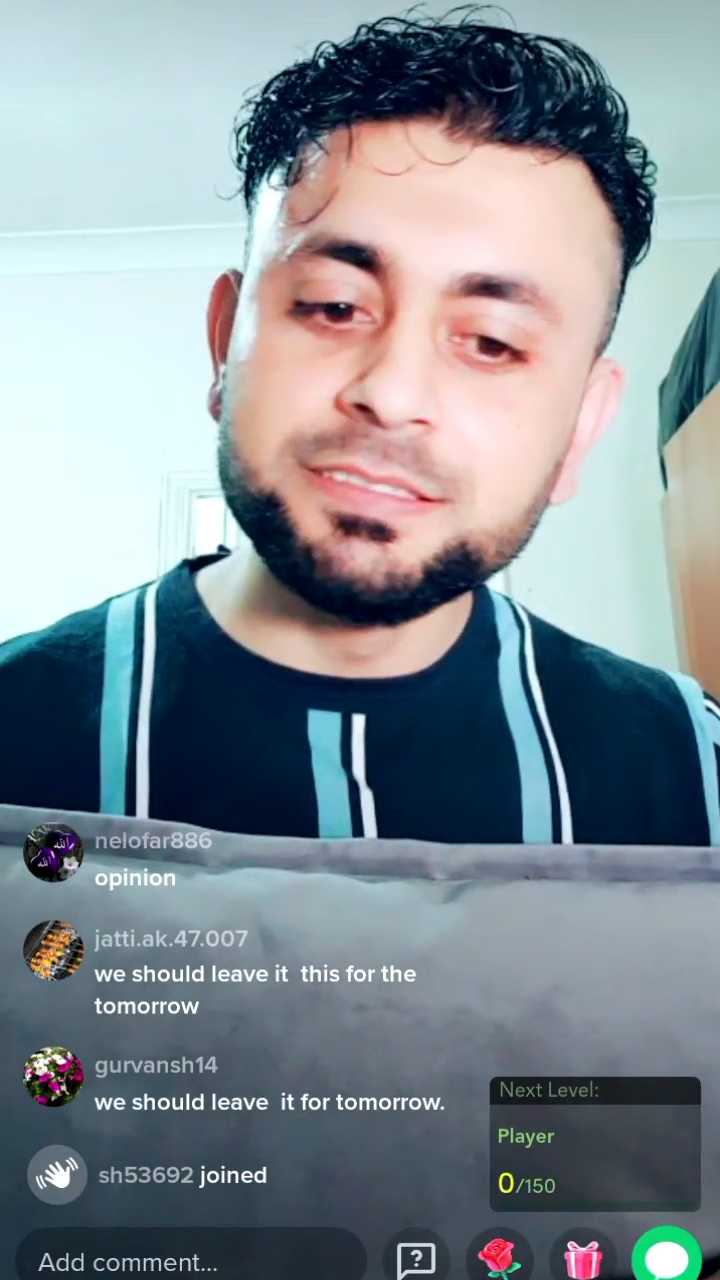 nelofar886
opinion
jatti.ak.47.007
we should leave it  this for the
tomorrow
gurvansh14
we should leave  it for tomorrow.
sh53692 joined
Next Level:
Player
0/150
Add comment...
?